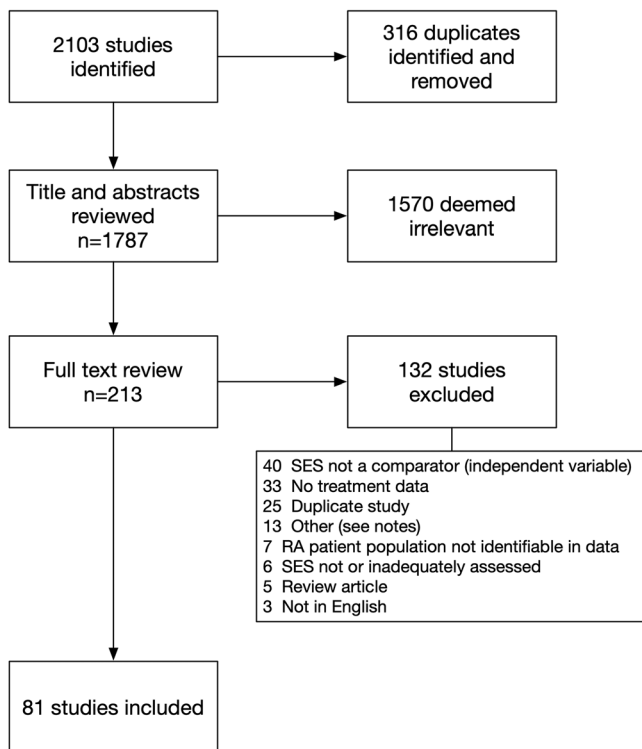 2103 studies
identified
316 duplicates
identified and
removed
Title and abstracts
reviewed
n=1787
1570 deemed
irrelevant
Full text review
n=213
132 studies
excluded
40 SES not a comparator (independent variable)
33 No treatment data
25 Duplicate study
13 Other (see notes)
7 RA patient population not identifiable in data
6 SES not or inadequately assessed
5 Review article
3 Not in English
81 studies included